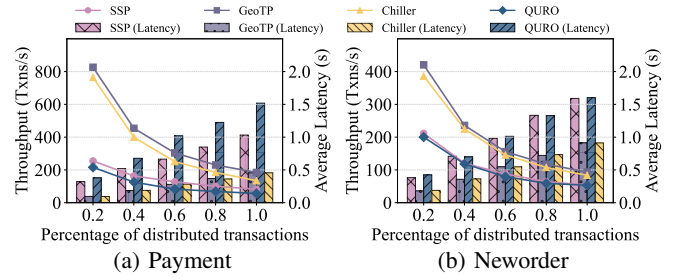 SSP GeoTP Chiller QURO
SSP (Latency) GeoTP (Latency) Chiller (Latency) QURO (Latency)
Throughput (Txns/s)
800
600
400
200
0
2.0
1.5
1.0
0.5
0.0
Average Latency (s)
0.2 0.4 0.6 0.8 1.0
Percentage of distributed transactions
(a) Payment
Throughput (Txns/s)
400
300
200
100
0
2.0
1.5
1.0
0.5
0.0
Average Latency (s)
0.2 0.4 0.6 0.8 1.0
Percentage of distributed transactions
(b) Neworder